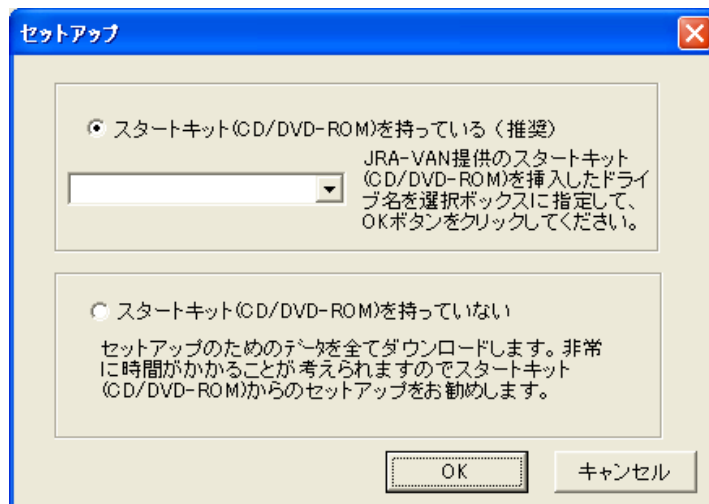 セットアップ
スタートキット(CD/DVD-ROM)を持っている(推奨)
JRA-VAN提供のスタートキット
(CD/DVD-ROM)を挿入したドライ
ブ名を選択ボックスに指定して、
OKボタンをクリックしてください。
スタートキット(CD/DVD-ROM)を持っていない
セットアップのためのデータを全てダウンロードします。非常
に時間がかかることが考えられますのでスタートキット
(CD/DVD-ROM)からのセットアップをお勧めします。
OK
キャンセル